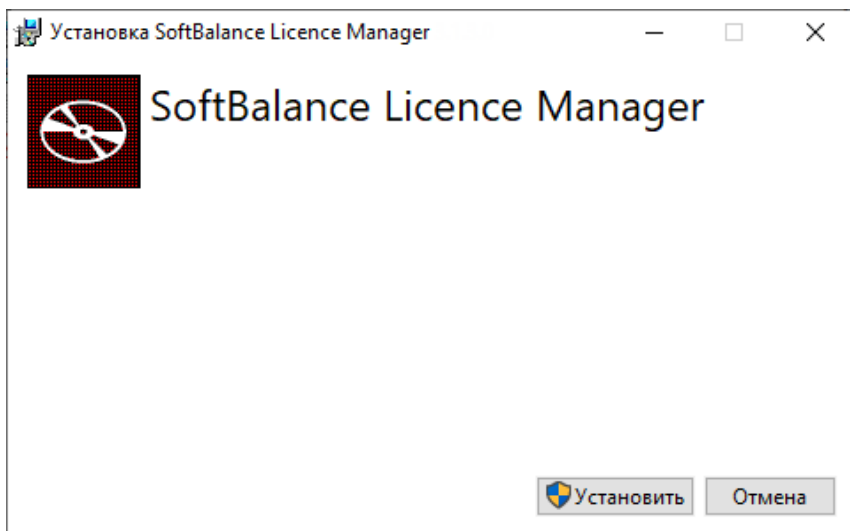 Установка SoftBalance Licence Manager
SoftBalance Licence Manager
Установить Отмена